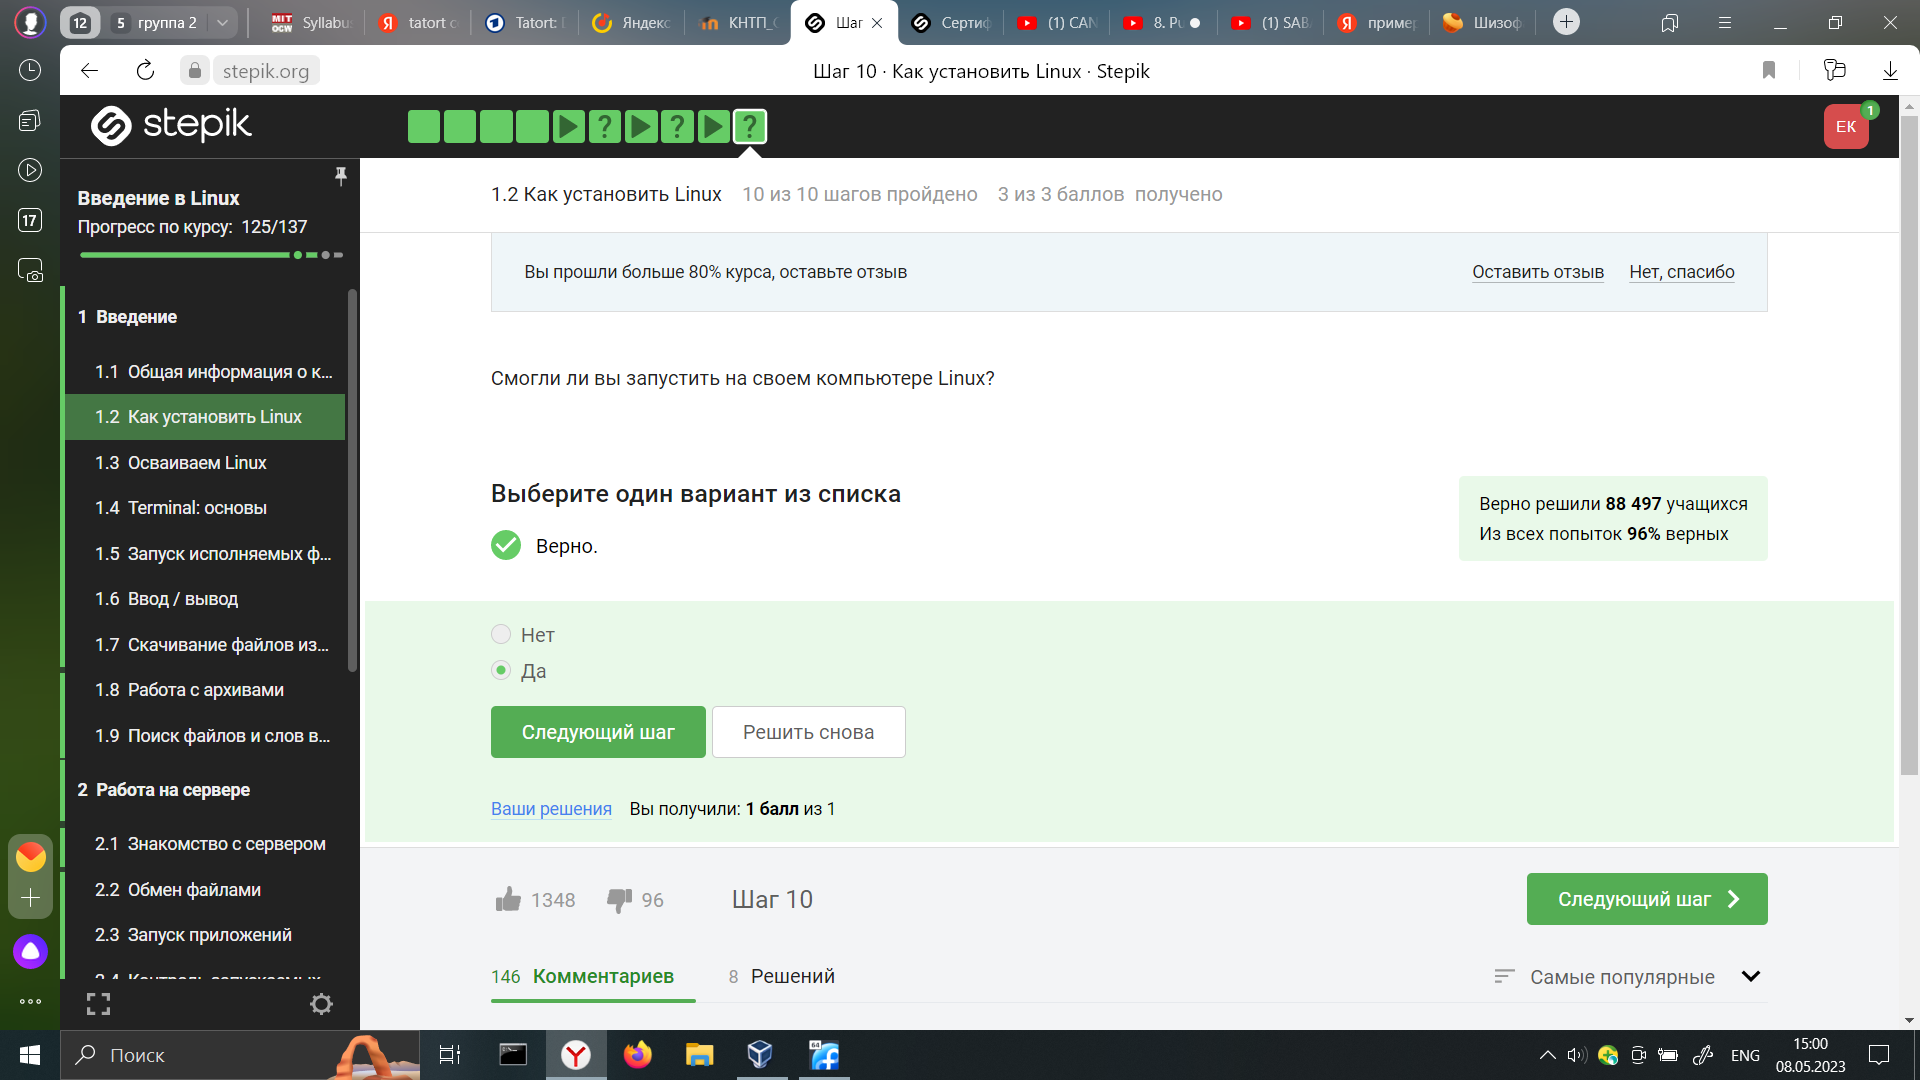 12
5 группа 2
MIT OCW Syllabu
tatort c
Tatort: 
Яндекс
КНТП_С
Шаг
Сертиф
(1) CAN
8. Pu
(1) SAB
пример
Шизоф
stepik.org
Шаг 10 · Как установить Linux · Stepik
17
stepik
? ? ?
ЕК
1
Введение в Linux
Прогресс по курсу: 125/137
1 Введение
1.1 Общая информация о к...
1.2 Как установить Linux
1.3 Осваиваем Linux
1.4 Terminal: основы
1.5 Запуск исполняемых ф...
1.6 Ввод / вывод
1.7 Скачивание файлов из...
1.8 Работа с архивами
1.9 Поиск файлов и слов в...
2 Работа на сервере
2.1 Знакомство с сервером
2.2 Обмен файлами
2.3 Запуск приложений
1.2 Как установить Linux 10 из 10 шагов пройдено 3 из 3 баллов получено
Вы прошли больше 80% курса, оставьте отзыв
Оставить отзыв Нет, спасибо
Смогли ли вы запустить на своем компьютере Linux?
Выберите один вариант из списка
Верно.
Верно решили 88 497 учащихся
Из всех попыток 96% верных
Нет
Да
Следующий шаг
Решить снова
Ваши решения Вы получили: 1 балл из 1
1348 96 Шаг 10
Следующий шаг
146 Комментариев 8 Решений
Самые популярные
Поиск
64
ENG
15:00
08.05.2023